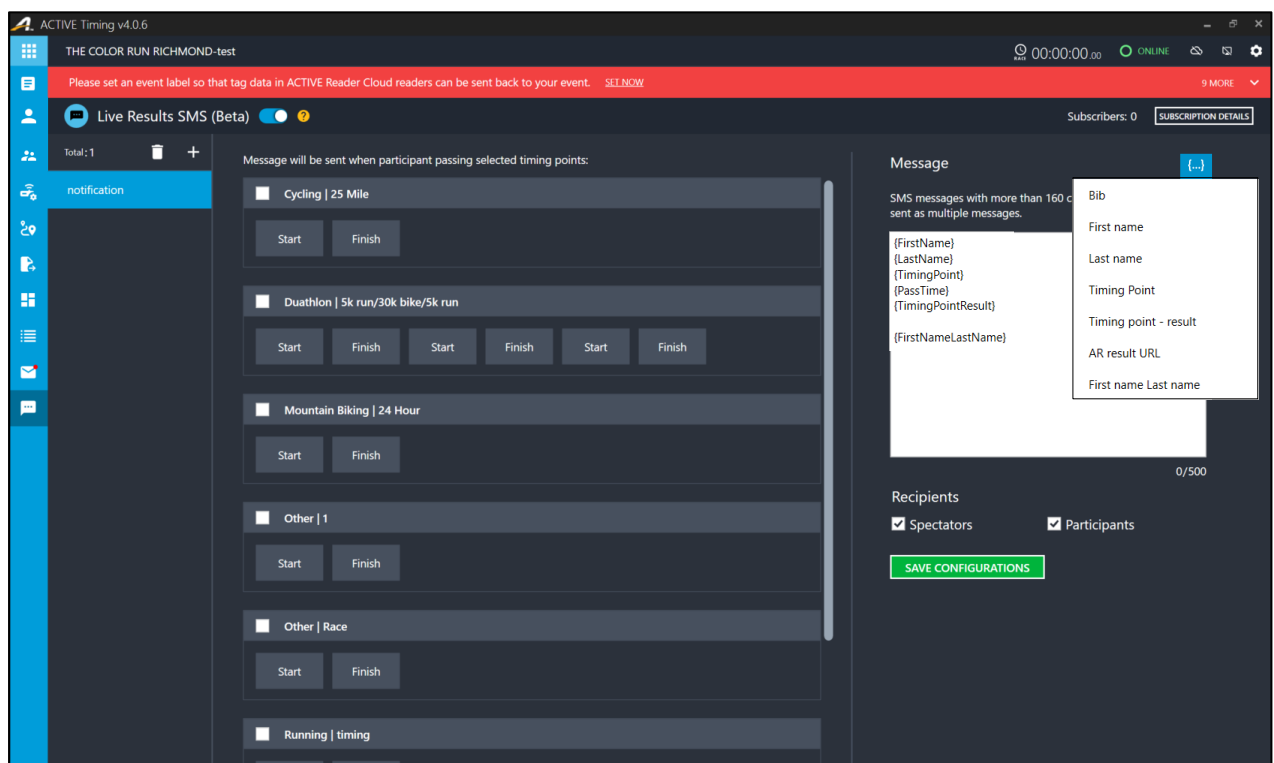 ACTIVE Timing v4.0.6
THE COLOR RUN RICHMOND-test
RACE 00:00:00.00 ONLINE
Please set an event label so that tag data in ACTIVE Reader Cloud readers can be sent back to your event. SET NOW
9 MORE
Live Results SMS (Beta) ?
Subscribers: 0 SUBSCRIPTION DETAILS
Total: 1
notification
Message will be sent when participant passing selected timing points:
Cycling | 25 Mile
Start Finish
Duathlon | 5k run/30k bike/5k run
Start Finish Start Finish Start Finish
Mountain Biking | 24 Hour
Start Finish
Other | 1
Start Finish
Other | Race
Start Finish
Running | timing
Message {...}
SMS messages with more than 160 c
sent as multiple messages.
{FirstName}
{LastName}
{TimingPoint}
{PassTime}
{TimingPointResult}
{FirstNameLastName}
Bib
First name
Last name
Timing Point
Timing point - result
AR result URL
First name Last name
0/500
Recipients
Spectators Participants
SAVE CONFIGURATIONS